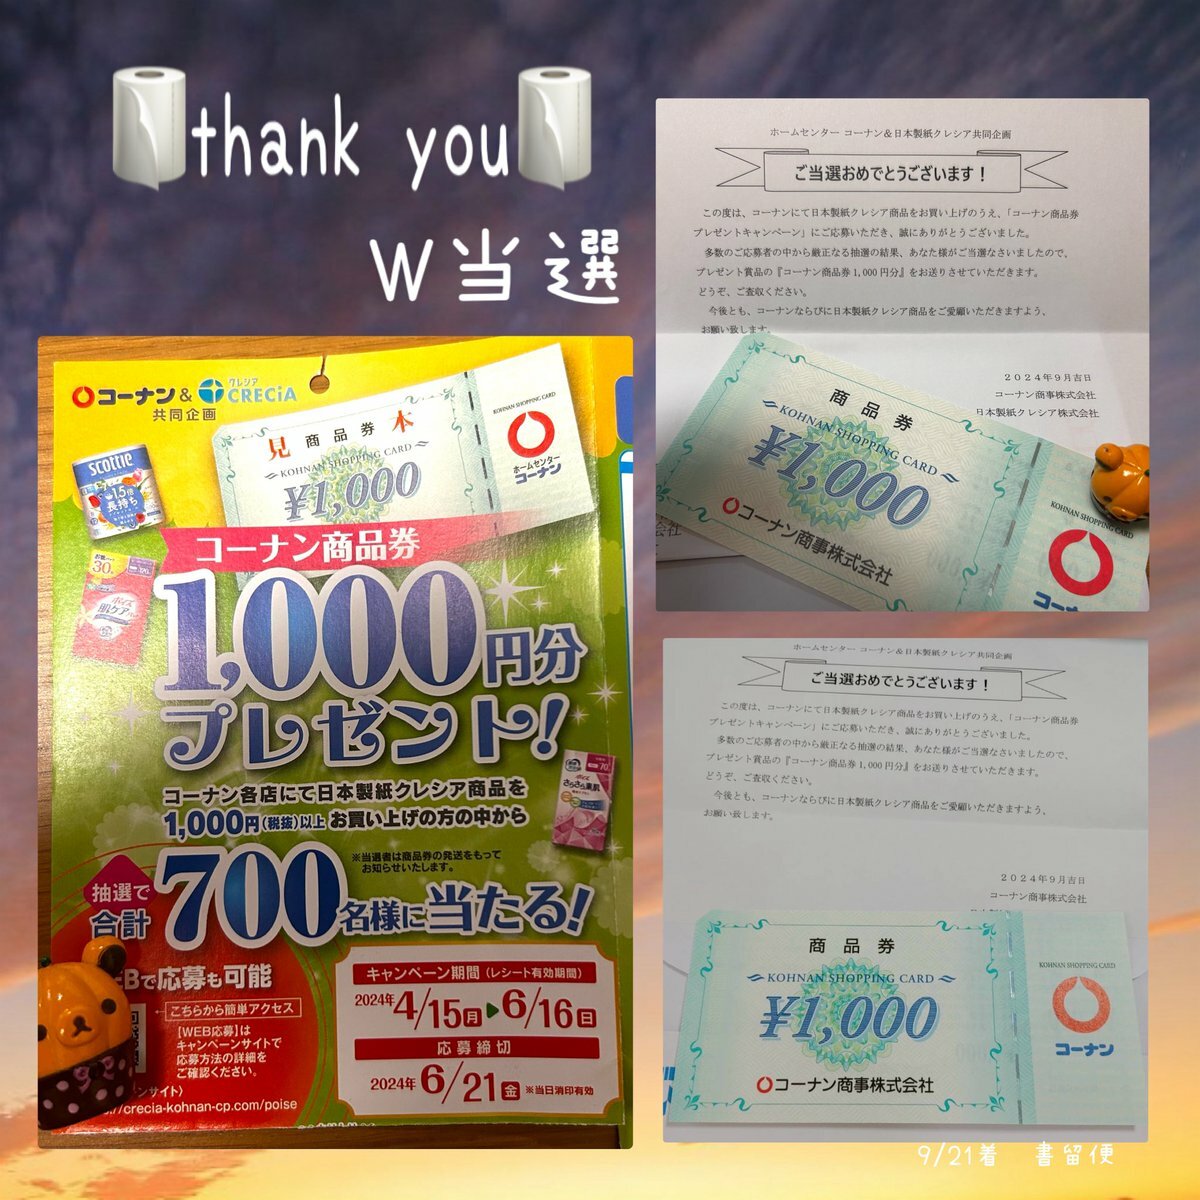 thank you
W当選
コーナン&クレシアCRECiA
共同企画
見商品券本
KOHNAN SHOPPING CARD
¥1,000
KOHNAN SHOPPING CARD
ホームセンター
コーナン
scottie
1.5倍
長持ち
コーナン商品券
1,000円分
プレゼント!
30
肌ケア
コーナン各店にて日本製紙クレシア商品を
1,000円(税抜)以上お買い上げの方の中から
さらさら素肌
※当選者は商品券の発送をもって
お知らせいたします。
抽選で
合計700名様に当たる!
Bで応募も可能
こちらから簡単アクセス
【WEB応募】は
キャンペーンサイトで
応募方法の詳細を
ご確認ください。
ンサイト)
//crecia-kohnan-cp.com/poise
キャンペーン期間(レシート有効期間)
2024年4/15月▶6/16日
応募締切
2024年6/21金※当日消印有効
ホームセンター コーナン&日本製紙クレシア共同企画
ご当選おめでとうございます!
この度は、コーナンにて日本製紙クレシア商品をお買い上げのうえ、「コーナン商品券
プレゼントキャンペーン」にご応募いただき、誠にありがとうございました。
多数のご応募者の中から厳正なる抽選の結果、あなた様がご当選なさいましたので、
プレゼント賞品の『コーナン商品券1,000円分』をお送りさせていただきます。
どうぞ、ご査収ください。
今後とも、コーナンならびに日本製紙クレシア商品をご愛顧いただきますよう、
お願い致します。
2024年9月吉日
コーナン商事株式会社
日本製紙クレシア株式会社
商品券
KOHNAN SHOPPING CARD
¥1,000
コーナン商事株式会社
KOHNAN SHOPPING CARD
コーナン
ホームセンター コーナン&日本製紙クレシア共同企画
ご当選おめでとうございます!
この度は、コーナンにて日本製紙クレシア商品をお買い上げのうえ、「コーナン商品券
プレゼントキャンペーン」にご応募いただき、誠にありがとうございました。
多数のご応募者の中から厳正なる抽選の結果、あなた様がご当選なさいましたので、
プレゼント賞品の『コーナン商品券1,000円分』をお送りさせていただきます。
どうぞ、ご査収ください。
今後とも、コーナンならびに日本製紙クレシア商品をご愛顧いただきますよう、
お願い致します。
2024年9月吉日
コーナン商事株式会社
商品券
KOHNAN SHOPPING CARD
¥1,000
コーナン商事株式会社
KOHNAN SHOPPING CARD
コーナン
9/21着 書留便